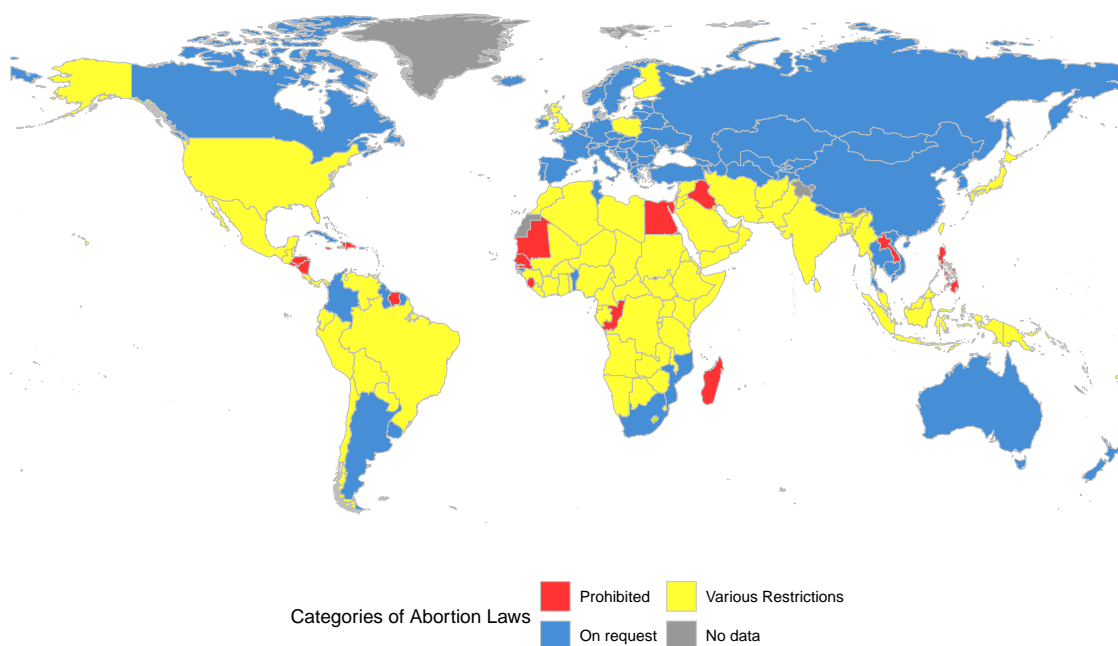 Categories of Abortion Laws
Prohibited
Various Restrictions
On request
No data